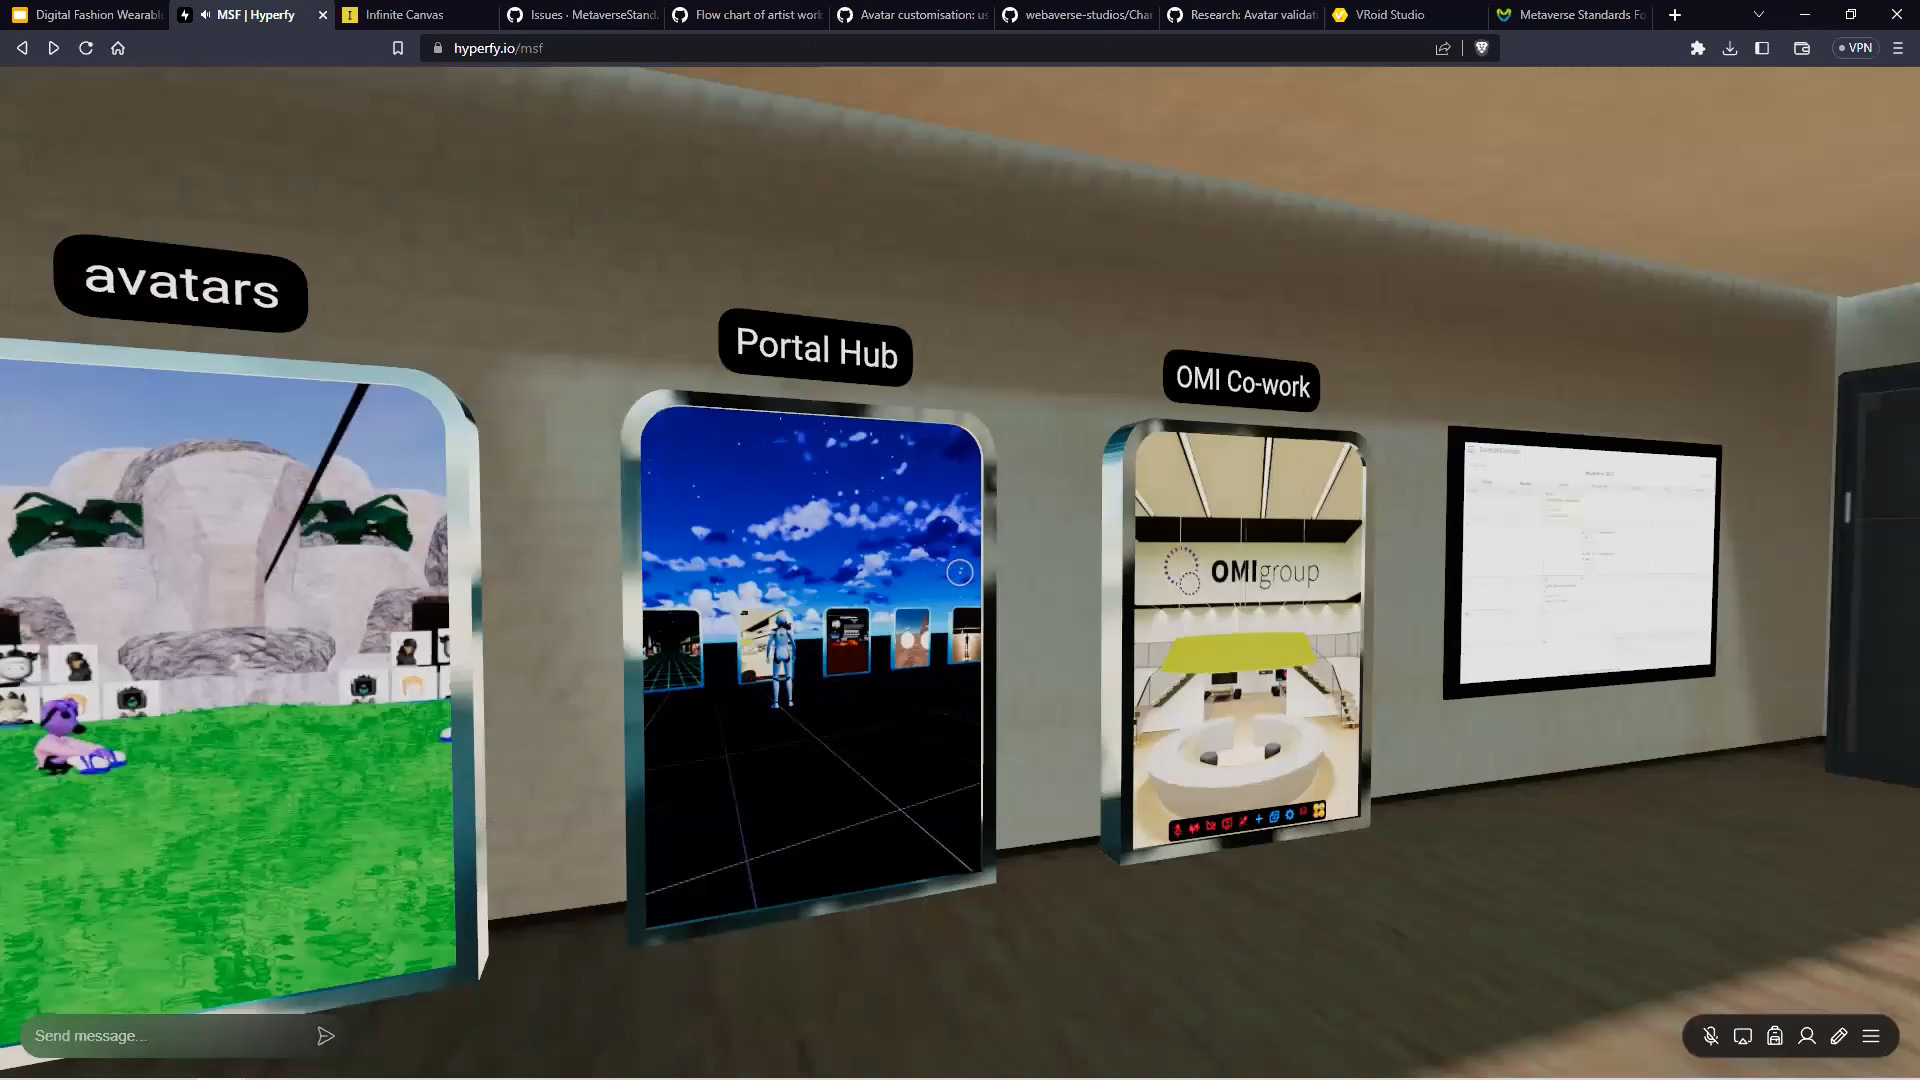 Digital Fashion Wearabl
MSF | Hyperfy
Infinite Canvas
Issues · MetaverseStand
Flow chart of artist work
Avatar customisation: us
webaverse-studios/Char
Research: Avatar validat
VRoid Studio
Metaverse Standards Fo
hyperfy.io/msf
VPN
avatars
Portal Hub
OMI Co-work
OMIgroup
Send message...